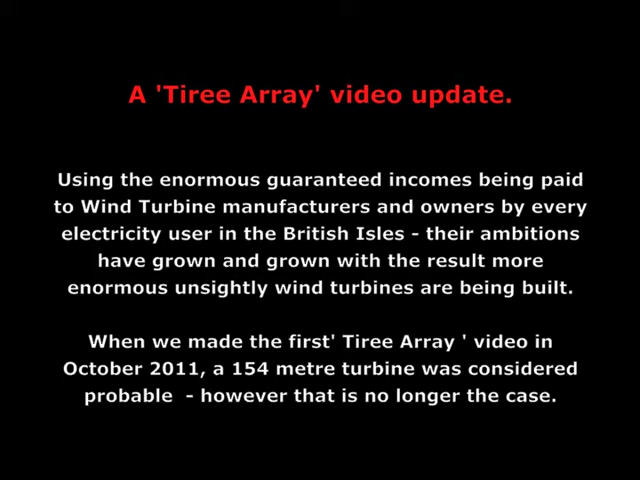 A 'Tiree Array' video update.
Using the enormous guaranteed incomes being paid
to Wind Turbine manufacturers and owners by every
electricity user in the British Isles - their ambitions
have grown and grown with the result more
enormous unsightly wind turbines are being built.
When we made the first' Tiree Array ' video in
October 2011, a 154 metre turbine was considered
probable  - however that is no longer the case.